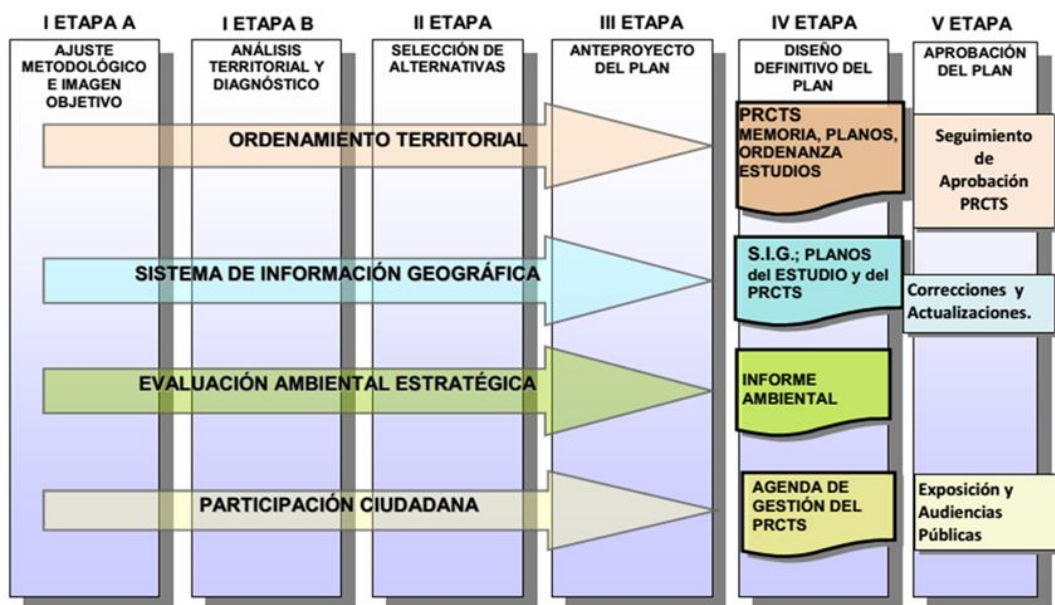 I ETAPA A
AJUSTE
METODOLÓGICO
E IMAGEN
OBJETIVO
I ETAPA B
ANÁLISIS
TERRITORIAL Y
DIAGNÓSTICO
II ETAPA
SELECCIÓN DE
ALTERNATIVAS
III ETAPA
ANTEPROYECTO
DEL PLAN
IV ETAPA
DISEÑO
DEFINITIVO DEL
PLAN
V ETAPA
APROBACIÓN
DEL PLAN
ORDENAMIENTO TERRITORIAL
PRCTS
MEMORIA, PLANOS,
ORDENANZA
ESTUDIOS
Seguimiento
de
Aprobación
PRCTS
SISTEMA DE INFORMACIÓN GEOGRÁFICA
S.I.G.; PLANOS
del ESTUDIO y del
PRCTS
Correcciones y
Actualizaciones.
EVALUACIÓN AMBIENTAL ESTRATÉGICA
INFORME
AMBIENTAL
PARTICIPACIÓN CIUDADANA
AGENDA DE
GESTIÓN DEL
PRCTS
Exposición y
Audiencias
Públicas